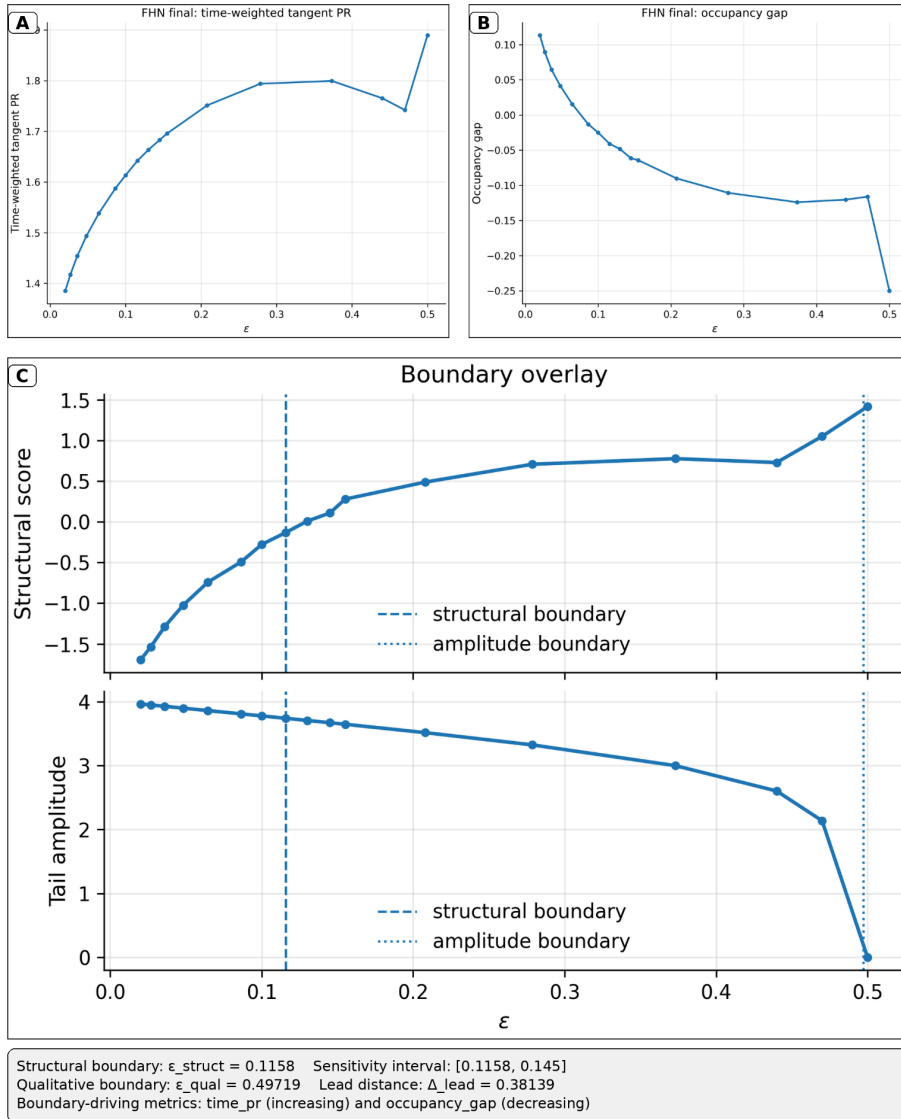 A
FHN final: time-weighted tangent PR
Time-weighted tangent PR
1.8
1.7
1.6
1.5
1.4
0.0 0.1 0.2 0.3 0.4 0.5
ε
B
FHN final: occupancy gap
Occupancy gap
0.10
0.05
0.00
−0.05
−0.10
−0.15
−0.20
−0.25
0.0 0.1 0.2 0.3 0.4 0.5
ε
C
Boundary overlay
Structural score
1.5
1.0
0.5
0.0
−0.5
−1.0
−1.5
structural boundary
amplitude boundary
Tail amplitude
4
3
2
1
0
structural boundary
amplitude boundary
0.0 0.1 0.2 0.3 0.4 0.5
ε
Structural boundary: ε_struct = 0.1158 Sensitivity interval: [0.1158, 0.145]
Qualitative boundary: ε_qual = 0.49719 Lead distance: Δ_lead = 0.38139
Boundary-driving metrics: time_pr (increasing) and occupancy_gap (decreasing)